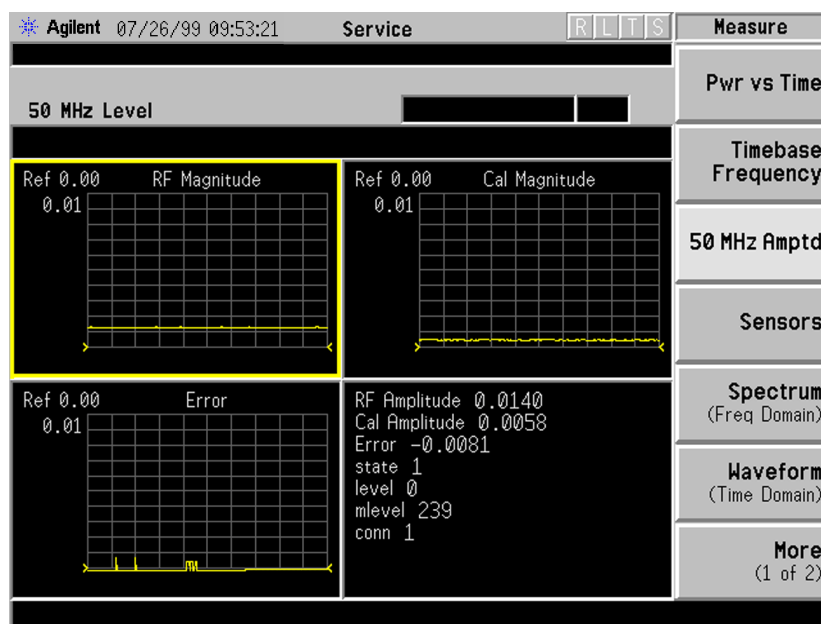 Agilent 07/26/99 09:53:21 Service R L T S Measure
50 MHz Level
Ref 0.00 RF Magnitude
0.01
Ref 0.00 Cal Magnitude
0.01
Ref 0.00 Error
0.01
RF Amplitude 0.0140
Cal Amplitude 0.0058
Error -0.0081
state 1
level 0
mlevel 239
conn 1
Pwr vs Time
Timebase
Frequency
50 MHz Amptd
Sensors
Spectrum
(Freq Domain)
Waveform
(Time Domain)
More
(1 of 2)